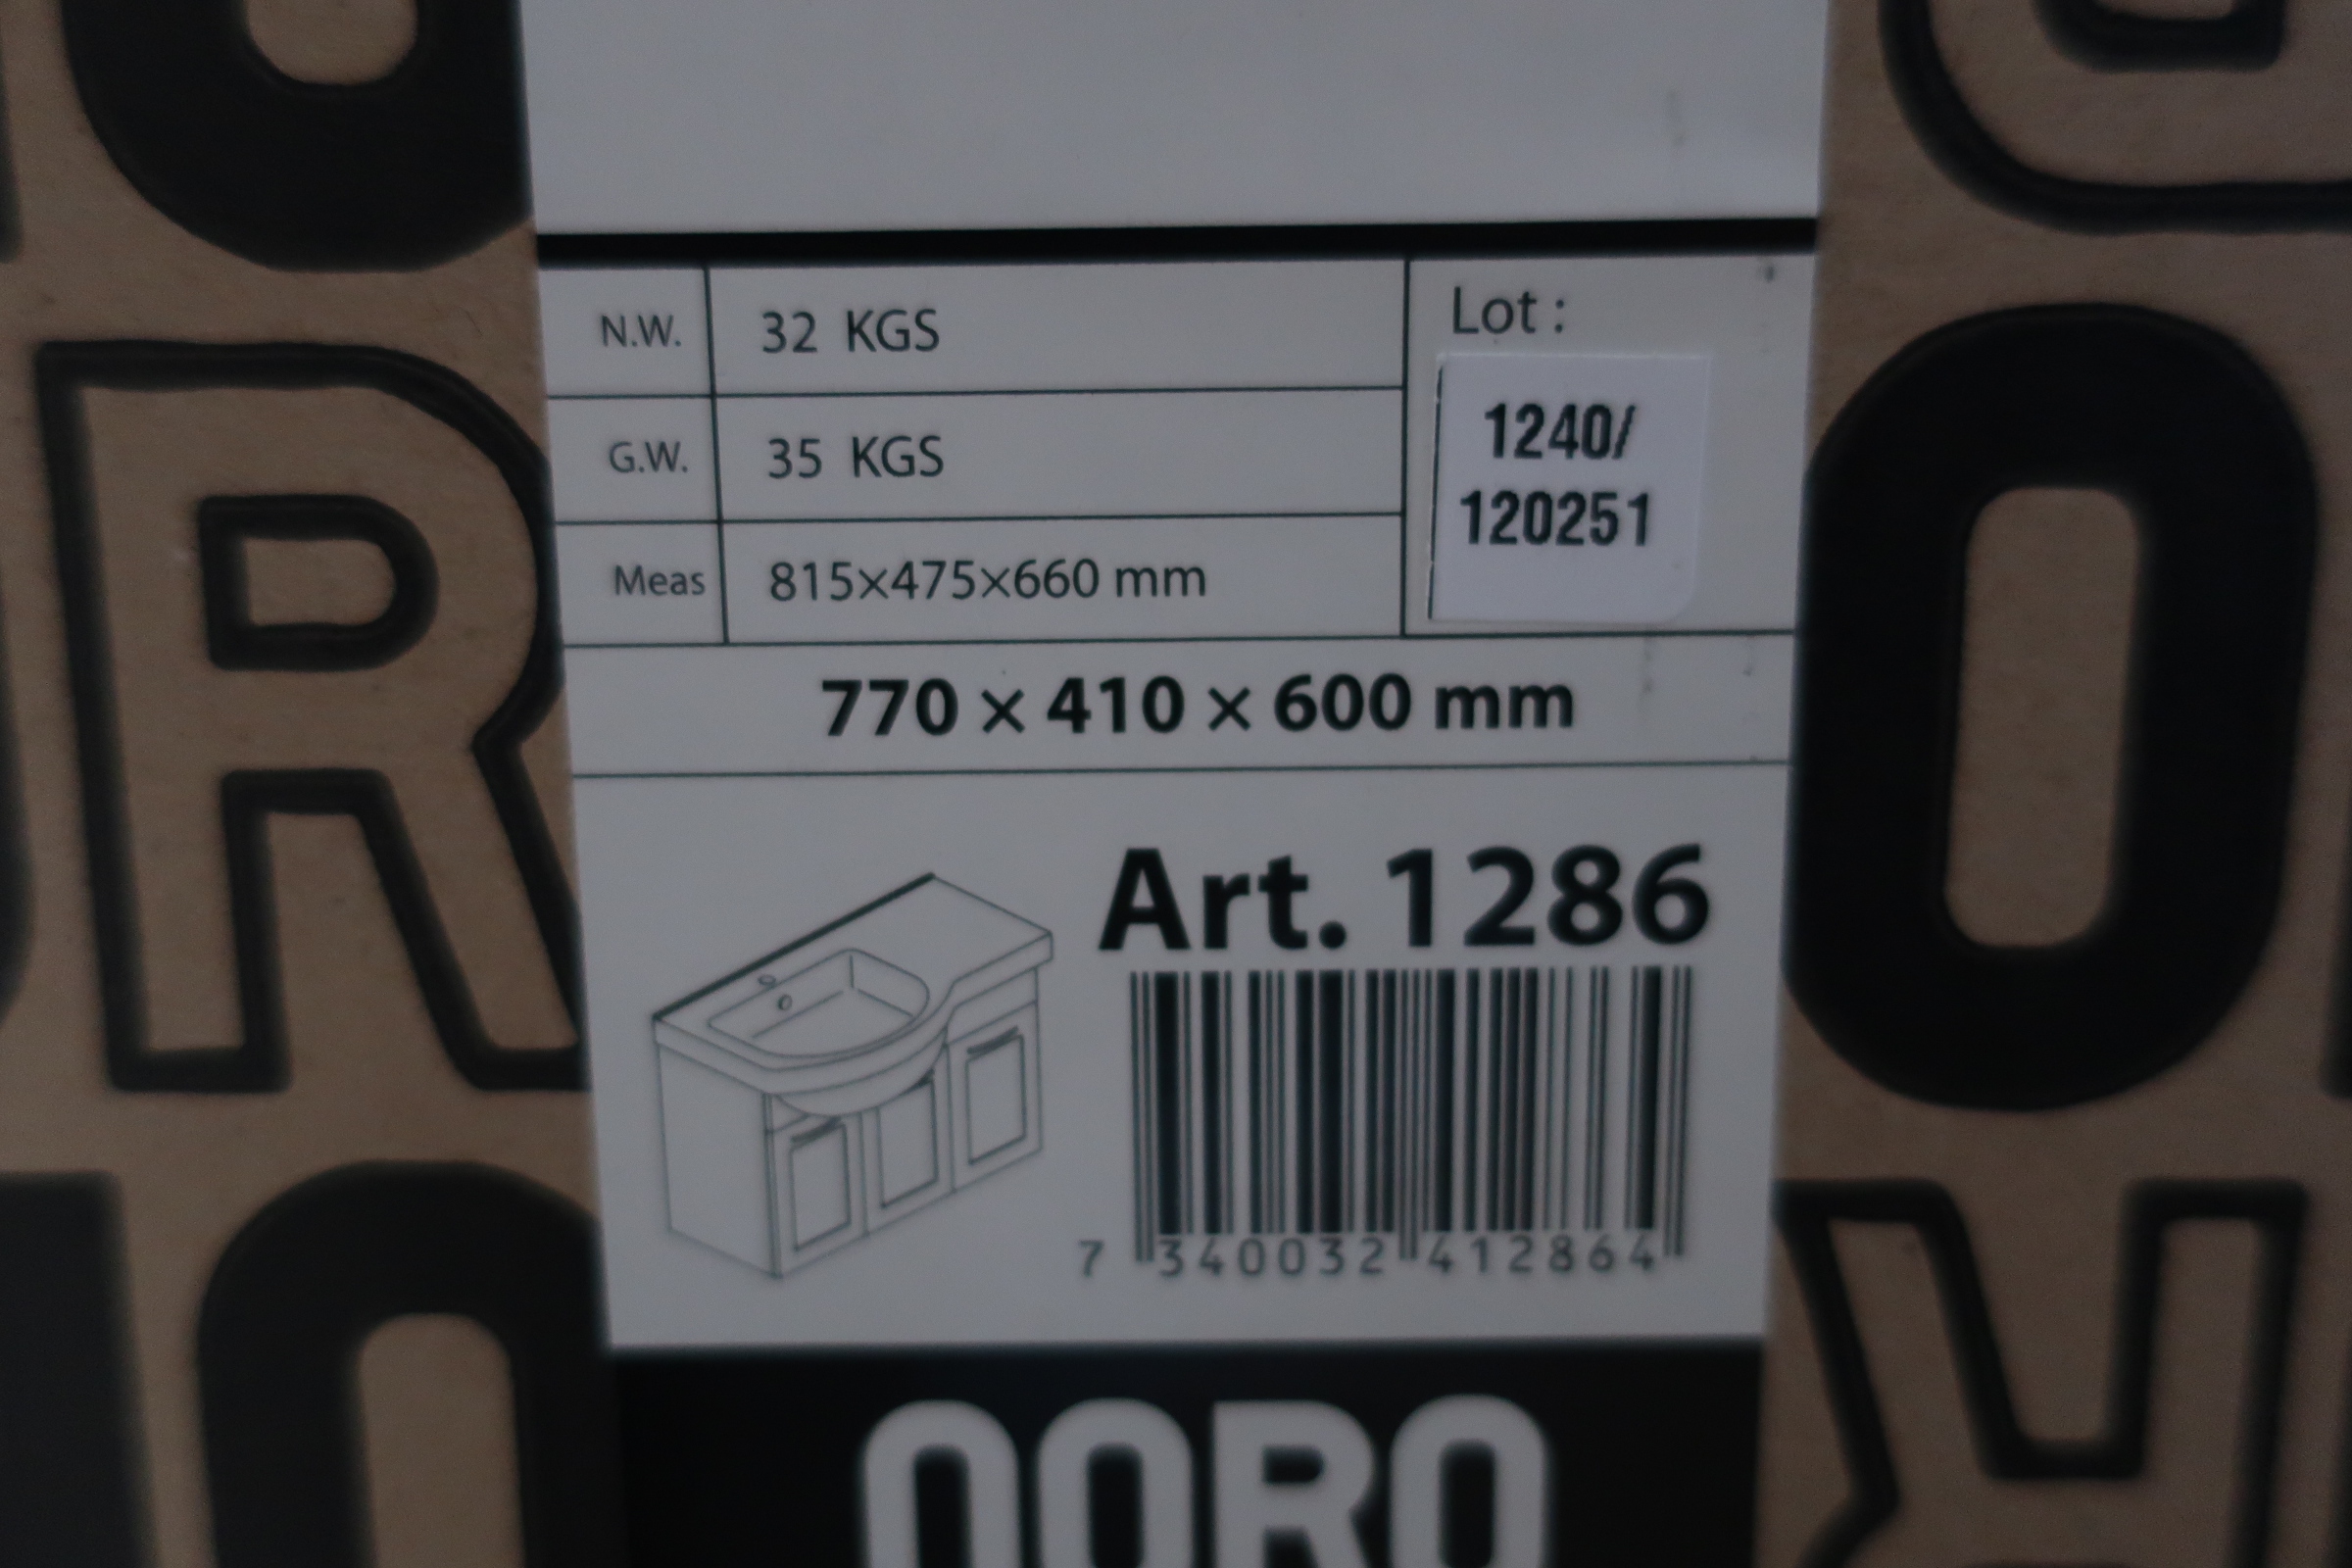 N.W. 32 KGS
G.W. 35 KGS
Meas 815×475×660 mm
Lot :
1240/
120251
770 × 410 × 600 mm
Art. 1286
7 340032 412864
NORO